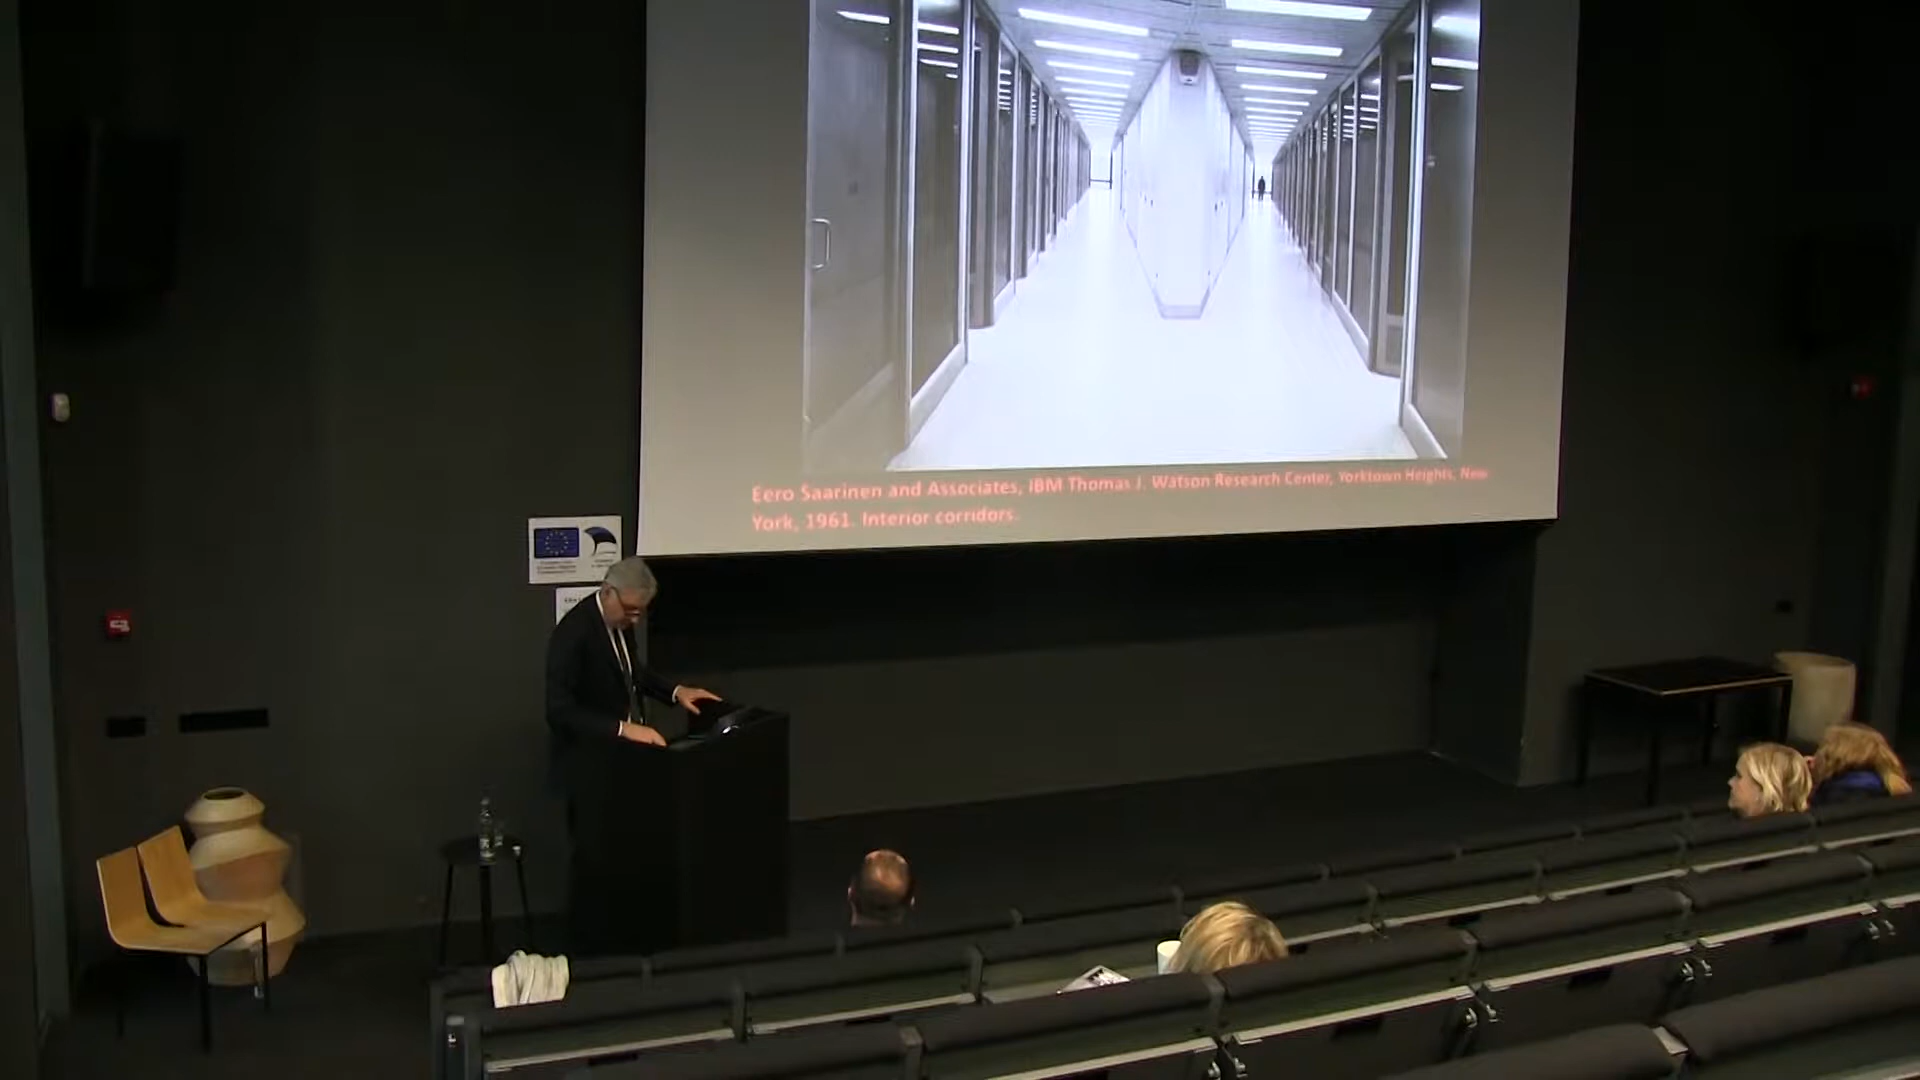 Eero Saarinen and Associates, IBM Thomas J. Watson Research Center, Yorktown Heights, New
York, 1961. Interior corridors.